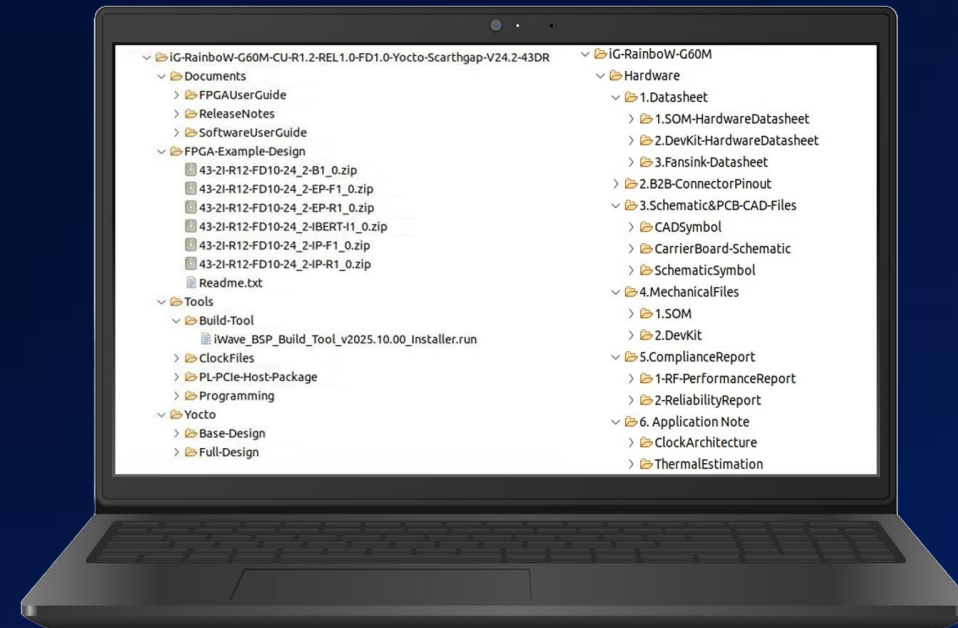 iG-RainboW-G60M-CU-R1.2-REL1.0-FD1.0-Yocto-Scarthgap-V24.2-43DR
Documents
FPGAUserGuide
ReleaseNotes
SoftwareUserGuide
FPGA-Example-Design
43-2I-R12-FD10-24_2-B1_0.zip
43-2I-R12-FD10-24_2-EP-F1_0.zip
43-2I-R12-FD10-24_2-EP-R1_0.zip
43-2I-R12-FD10-24_2-IBERT-I1_0.zip
43-2I-R12-FD10-24_2-IP-F1_0.zip
43-2I-R12-FD10-24_2-IP-R1_0.zip
Readme.txt
Tools
Build-Tool
iWave_BSP_Build_Tool_v2025.10.00_Installer.run
ClockFiles
PL-PCIe-Host-Package
Programming
Yocto
Base-Design
Full-Design
iG-RainboW-G60M
Hardware
1.Datasheet
1.SOM-HardwareDatasheet
2.DevKit-HardwareDatasheet
3.Fansink-Datasheet
2.B2B-ConnectorPinout
3.Schematic&PCB-CAD-Files
CADSymbol
CarrierBoard-Schematic
SchematicSymbol
4.MechanicalFiles
1.SOM
2.DevKit
5.ComplianceReport
1-RF-PerformanceReport
2-ReliabilityReport
6. Application Note
ClockArchitecture
ThermalEstimation